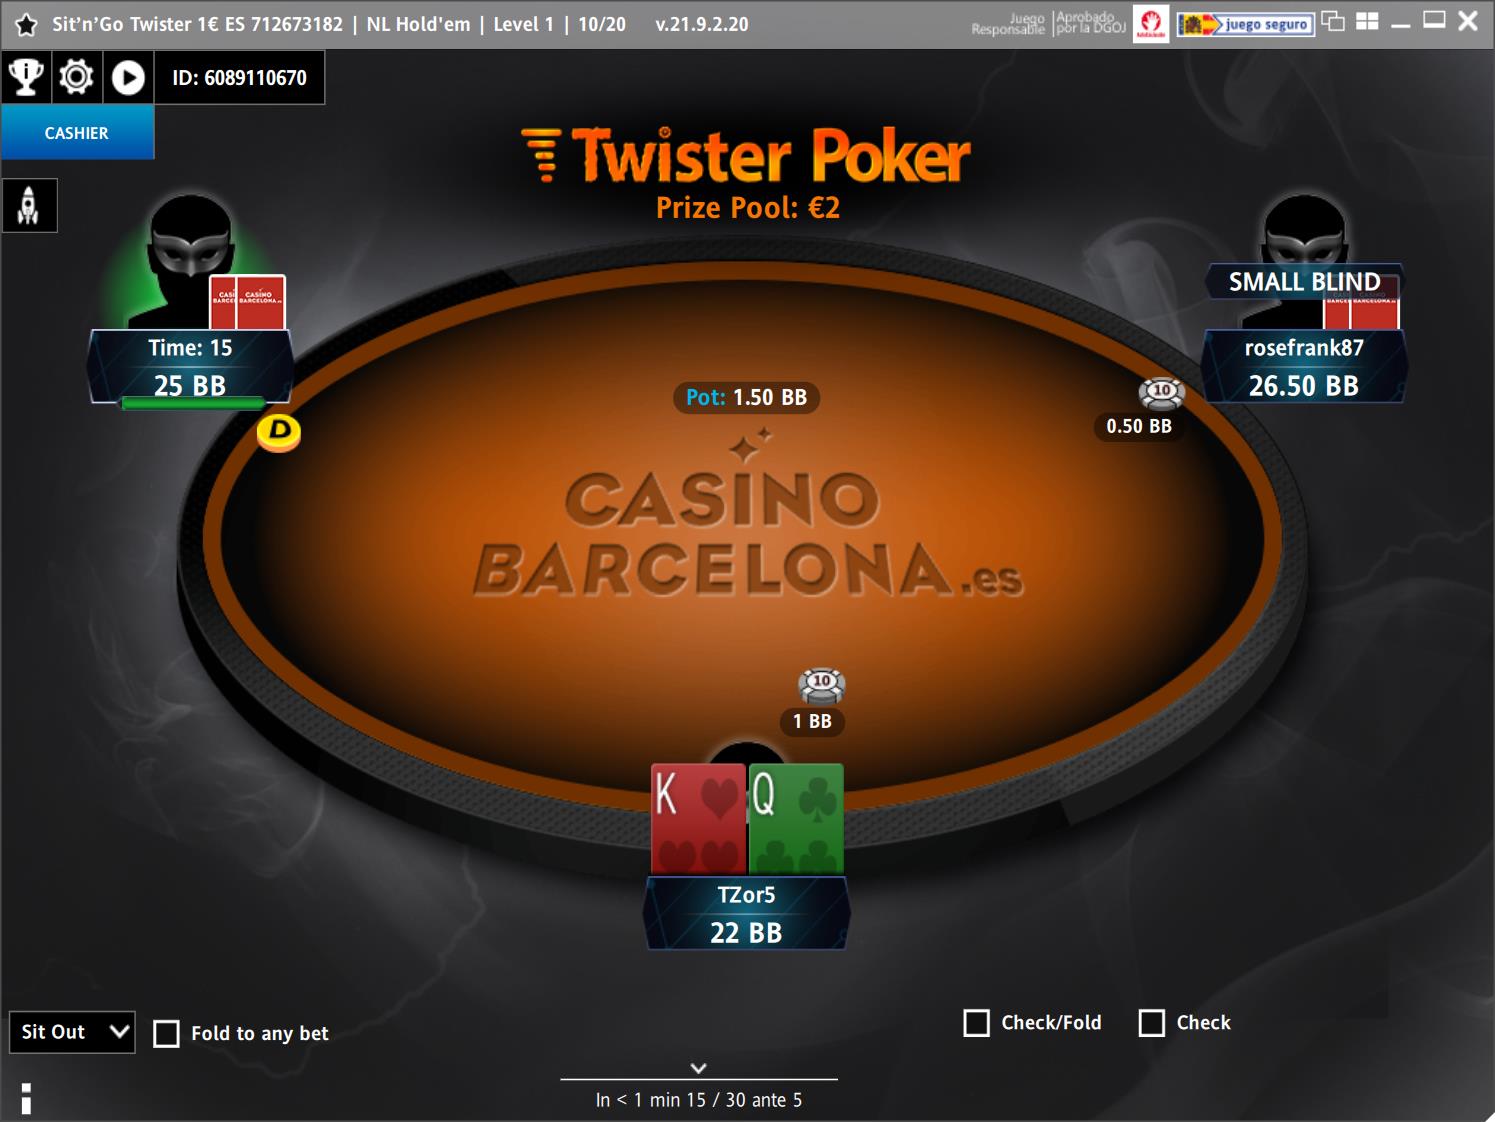 Sit'n'Go Twister 1€ ES 712673182 | NL Hold'em | Level 1 | 10/20 v.21.9.2.20
Juego Responsable
Aprobado por la DGOJ
juego seguro
ID: 6089110670
CASHIER
Twister Poker
Prize Pool: €2
CASINO BARCELONA.es
Time: 15
25 BB
D
SMALL BLIND
rosefrank87
26.50 BB
Pot: 1.50 BB
10
0.50 BB
CASINO
BARCELONA.es
10
1 BB
K Q
TZor5
22 BB
Sit Out
Fold to any bet
Check/Fold
Check
In < 1 min 15 / 30 ante 5